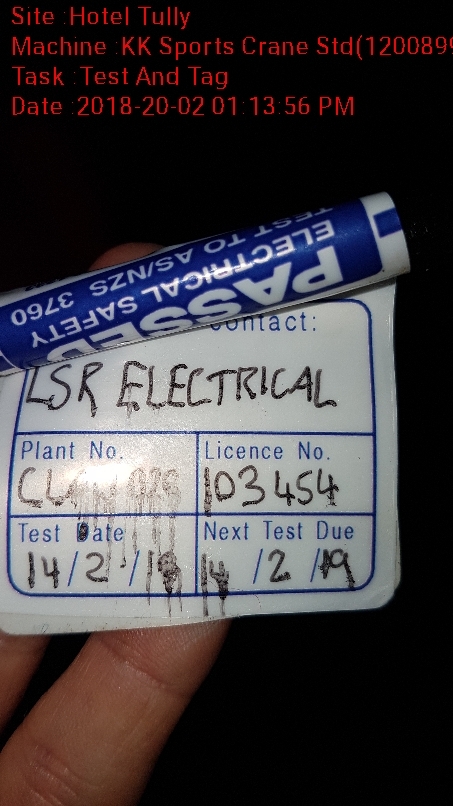 Site :Hotel Tully
Machine :KK Sports Crane Std(1200899
Task :Test And Tag
Date :2018-20-02 01:13:56 PM
TEST TO AS/NZS 3760
ELECTRICAL SAFETY
PASSED
Contact:
LSR ELECTRICAL
Plant No. Licence No.
103454
Test Date Next Test Due
14/2/18 14/2/19